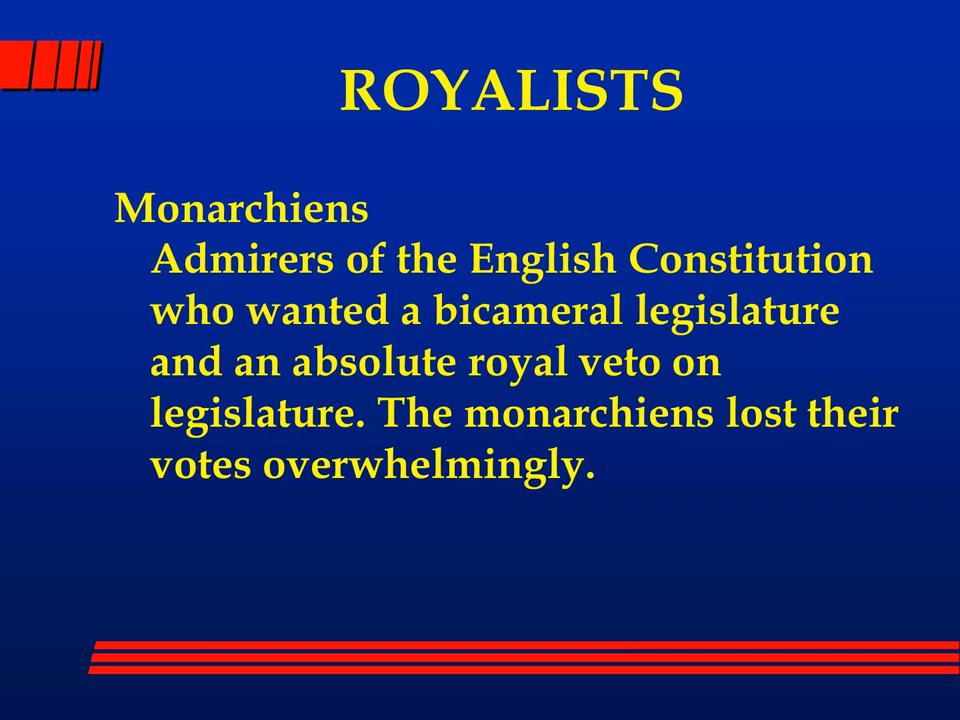 ROYALISTS
Monarchiens
Admirers of the English Constitution
who wanted a bicameral legislature
and an absolute royal veto on
legislature. The monarchiens lost their
votes overwhelmingly.